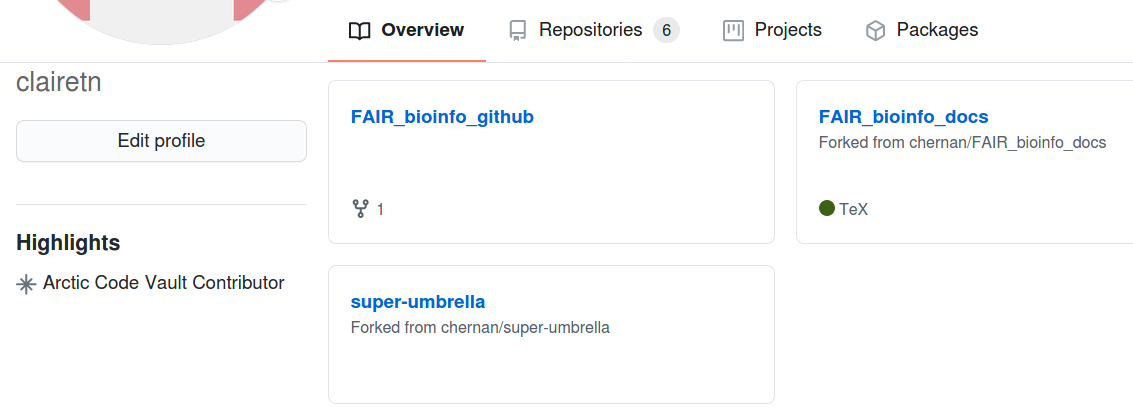 Overview
Repositories 6
Projects
Packages
clairetn
Edit profile
Highlights
Arctic Code Vault Contributor
FAIR_bioinfo_github
1
FAIR_bioinfo_docs
Forked from chernan/FAIR_bioinfo_docs
TeX
super-umbrella
Forked from chernan/super-umbrella